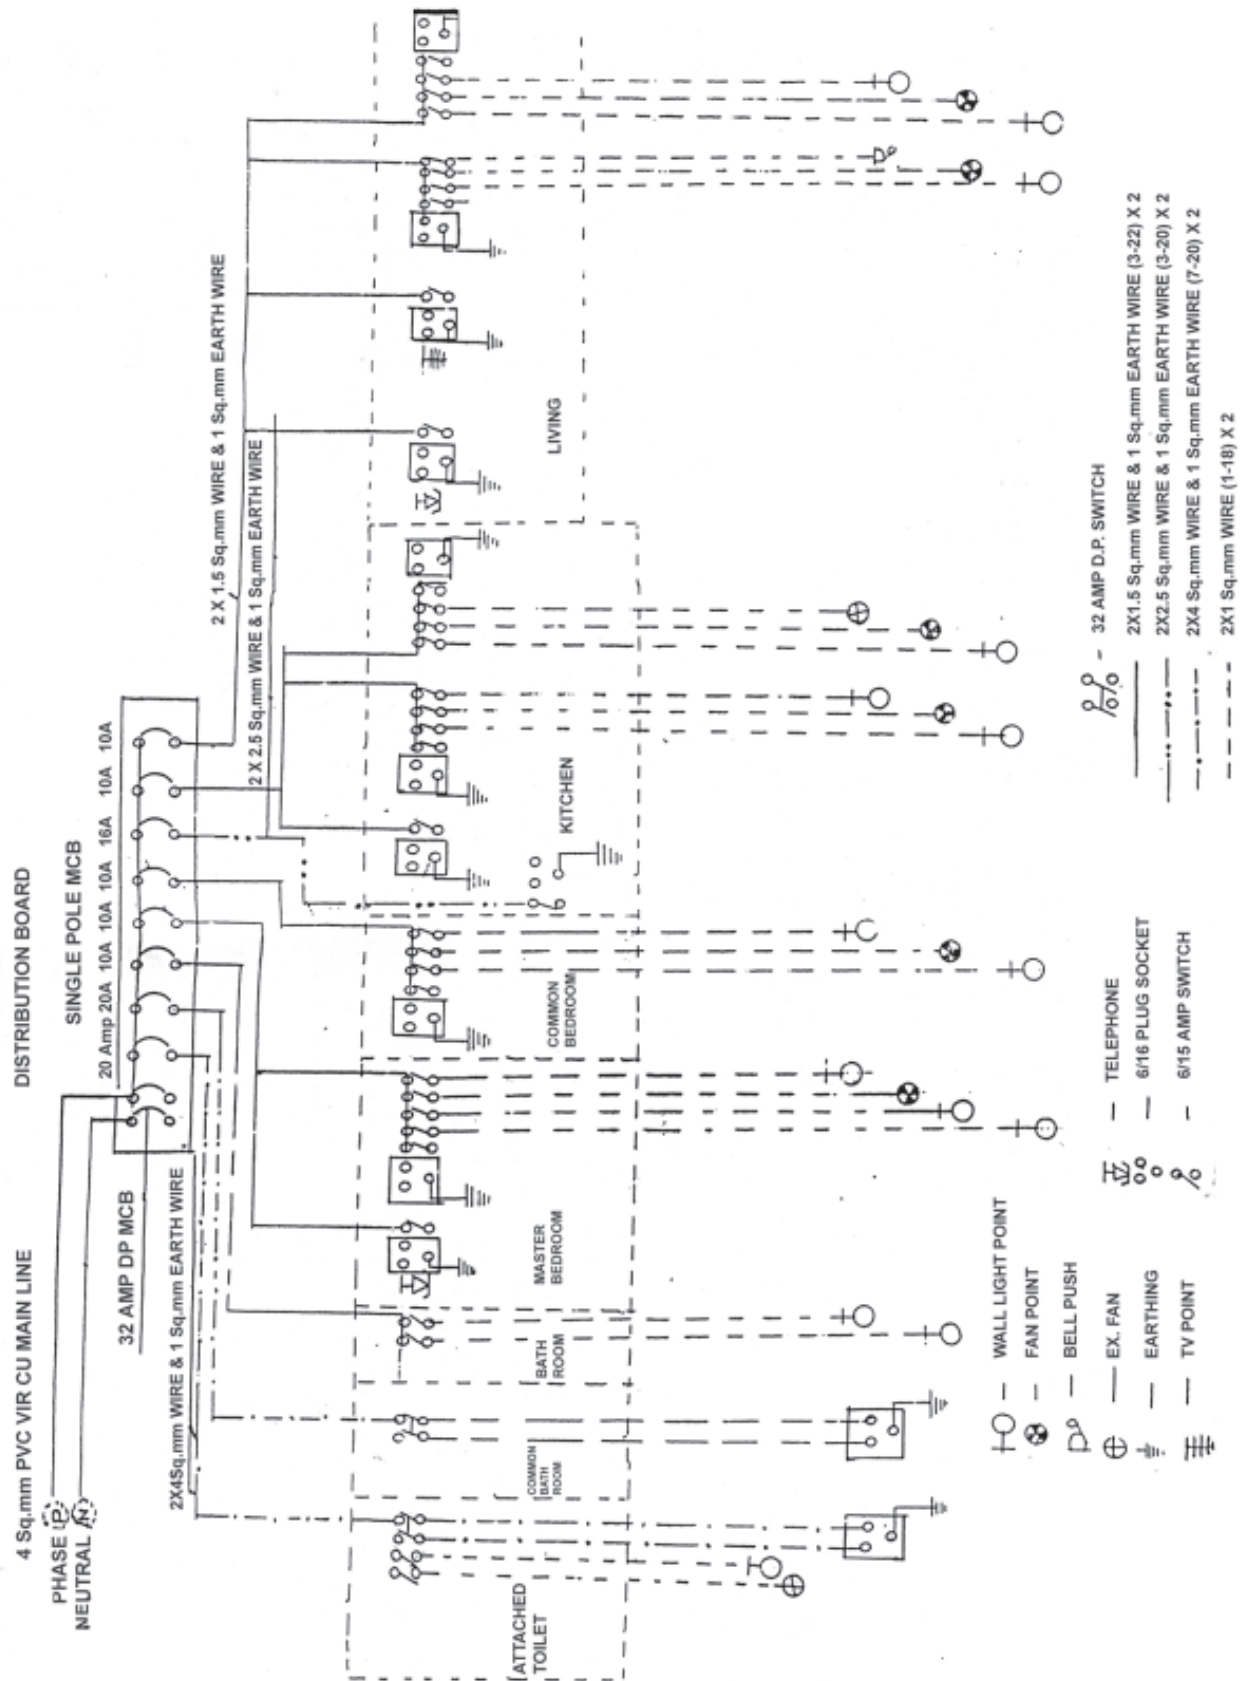 4 Sq.mm PVC VIR CU MAIN LINE
DISTRIBUTION BOARD
PHASE P
NEUTRAL N
SINGLE POLE MCB
32 AMP DP MCB
20 Amp 20A 10A 10A 10A 16A 10A 10A
2X4Sq.mm WIRE & 1 Sq.mm EARTH WIRE
2 X 1.5 Sq.mm WIRE & 1 Sq.mm EARTH WIRE
2 X 2.5 Sq.mm WIRE & 1 Sq.mm EARTH WIRE
ATTACHED
TOILET
COMMON
BATH
ROOM
BATH
ROOM
MASTER
BEDROOM
COMMON
BEDROOM
KITCHEN
LIVING
– WALL LIGHT POINT
– FAN POINT
– BELL PUSH
– EX. FAN
– EARTHING
– TV POINT
– TELEPHONE
– 6/16 PLUG SOCKET
– 6/15 AMP SWITCH
- 32 AMP D.P. SWITCH
2X1.5 Sq.mm WIRE & 1 Sq.mm EARTH WIRE (3-22) X 2
2X2.5 Sq.mm WIRE & 1 Sq.mm EARTH WIRE (3-20) X 2
2X4 Sq.mm WIRE & 1 Sq.mm EARTH WIRE (7-20) X 2
2X1 Sq.mm WIRE (1-18) X 2